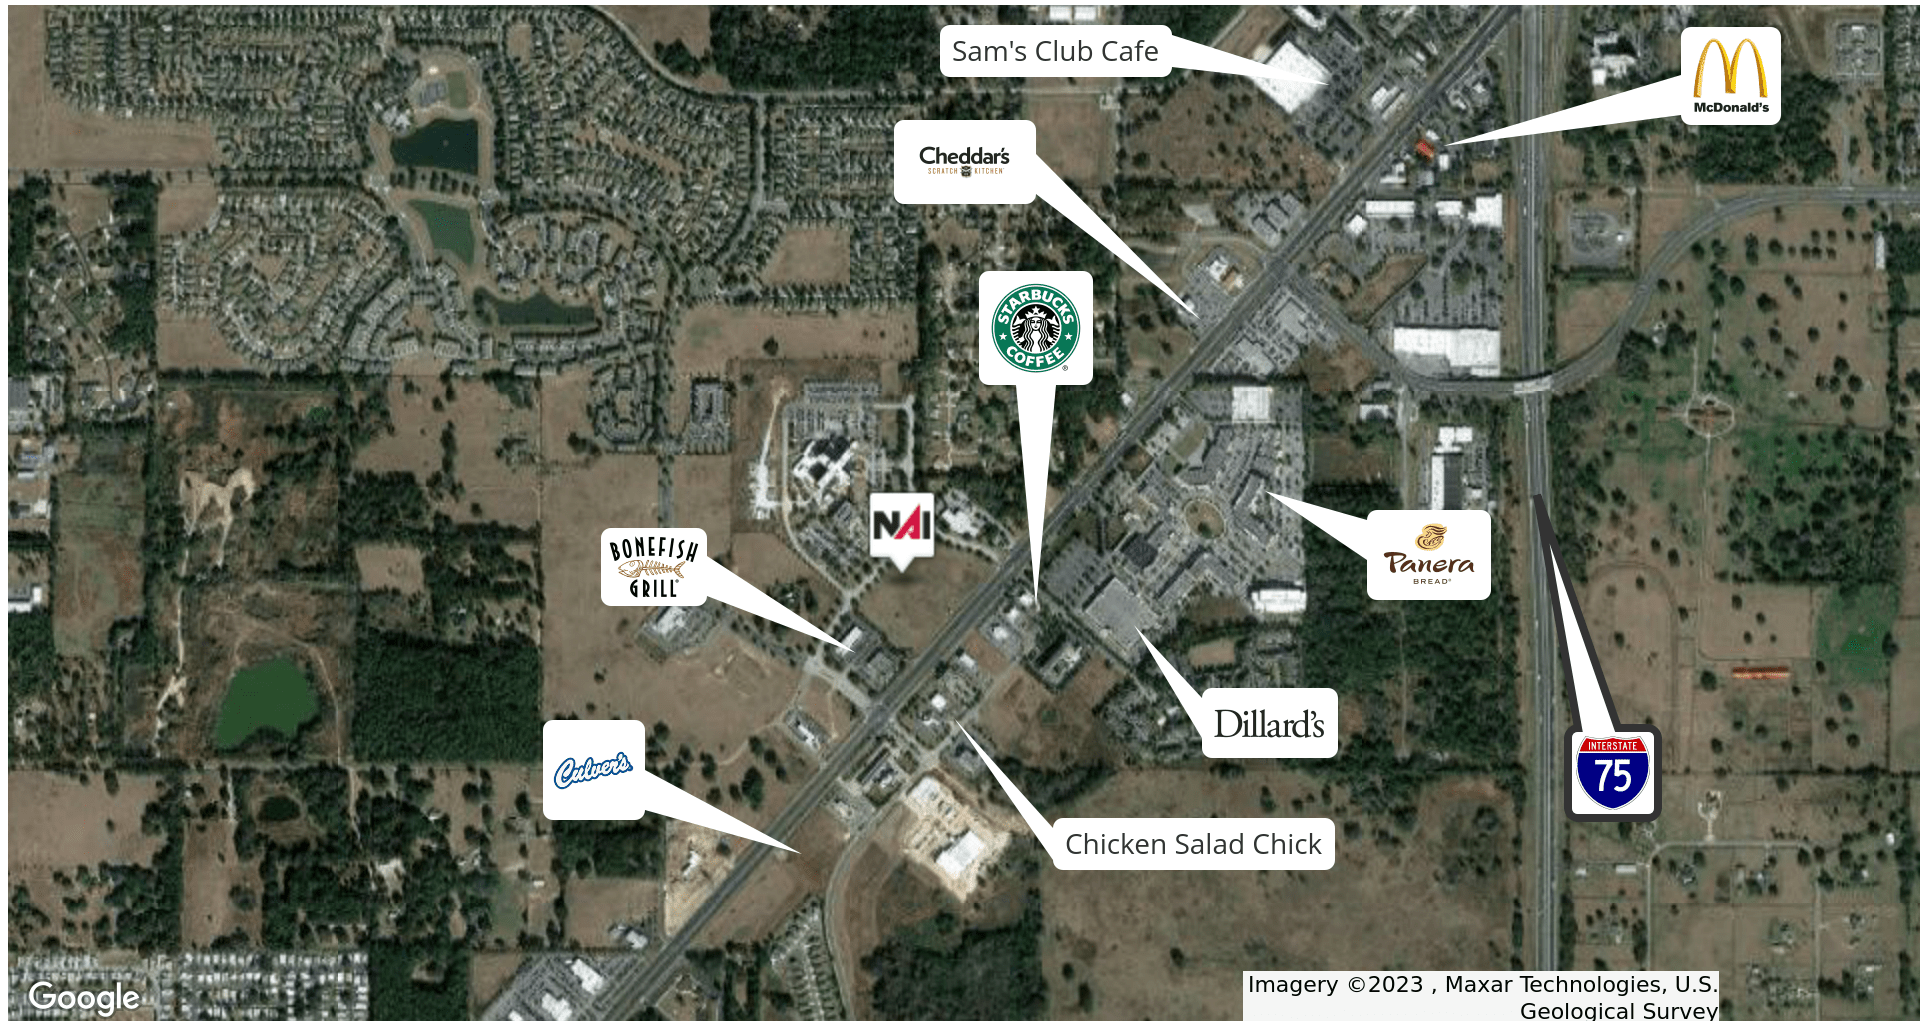 Sam's Club Cafe
McDonald's
Cheddar's
SCRATCH KITCHEN
STARBUCKS
COFFEE
®
NAI
BONEFISH
GRILL
Panera
BREAD®
Dillard's
Culver's
INTERSTATE
75
Chicken Salad Chick
Google
Imagery ©2023 , Maxar Technologies, U.S.
Geological Survey